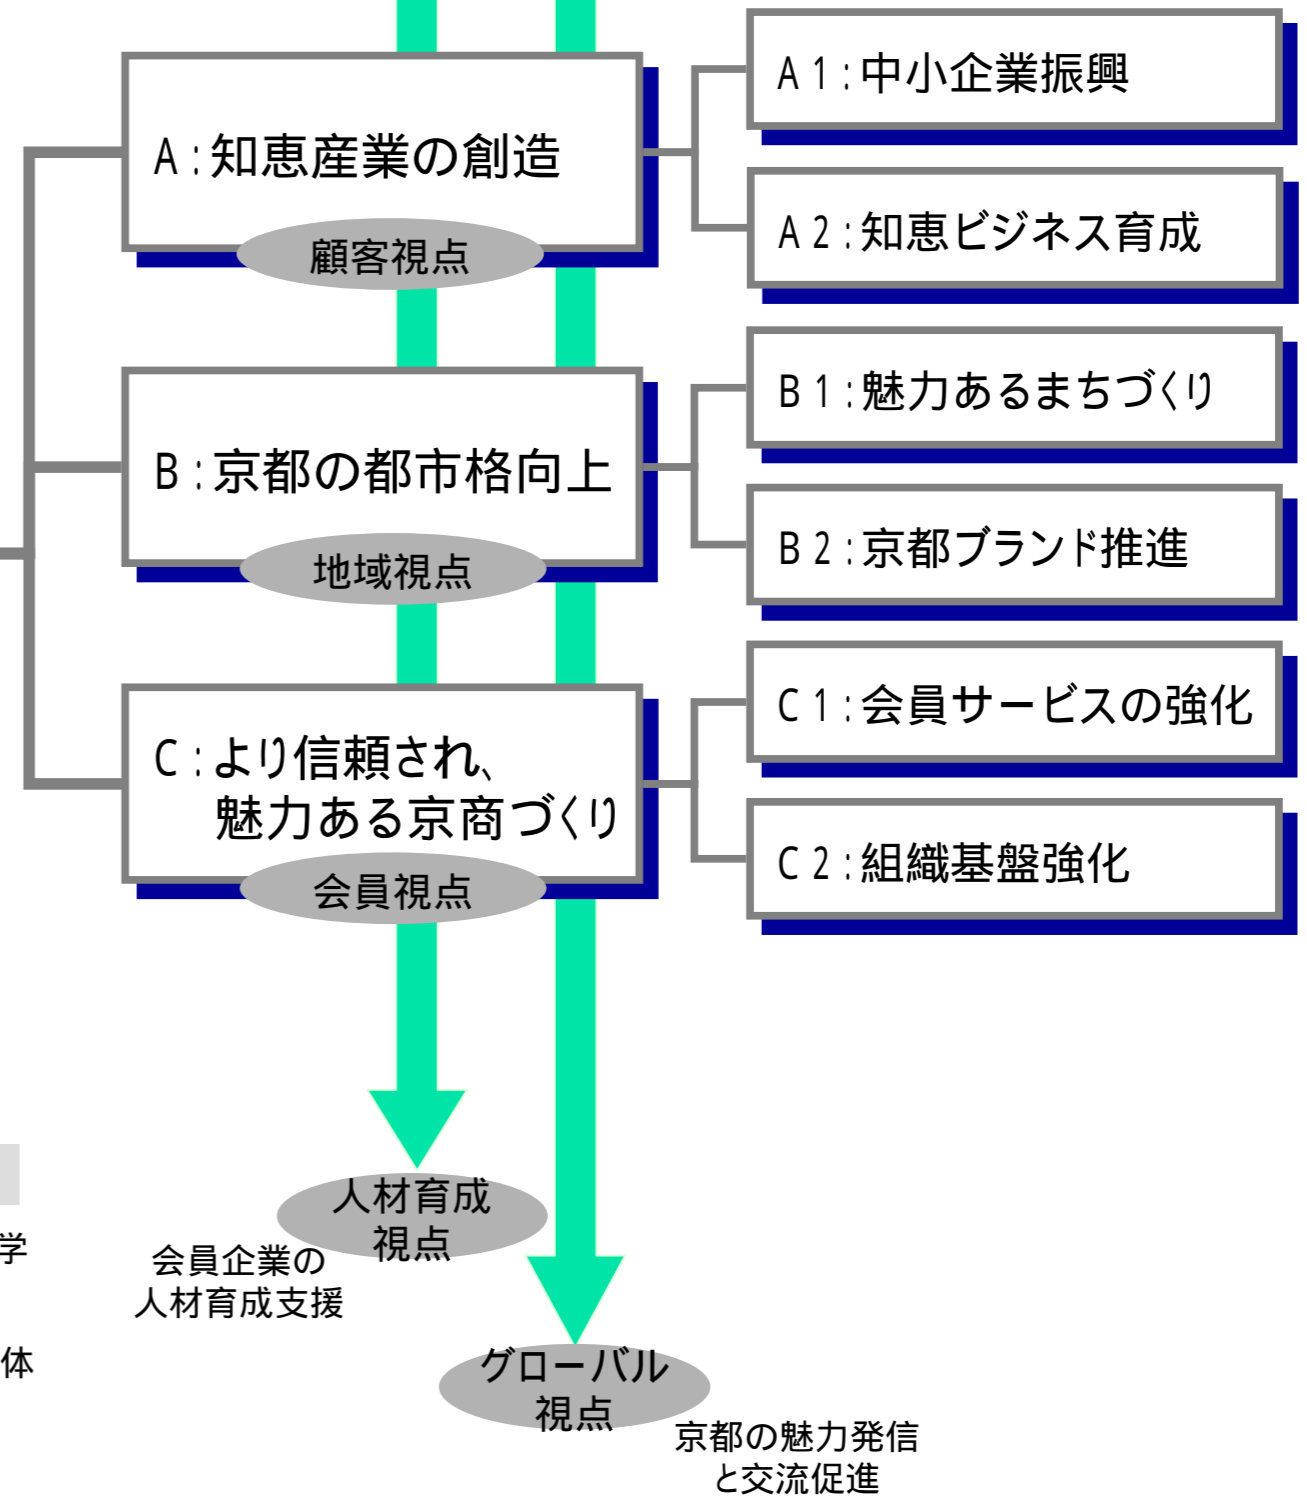 A:知恵産業の創造
顧客視点
A1:中小企業振興
A2:知恵ビジネス育成
B:京都の都市格向上
地域視点
B1:魅力あるまちづくり
B2:京都ブランド推進
C:より信頼され、
魅力ある京商づくり
会員視点
C1:会員サービスの強化
C2:組織基盤強化
人材育成
視点
学
会員企業の
人材育成支援
体
グローバル
視点
京都の魅力発信
と交流促進